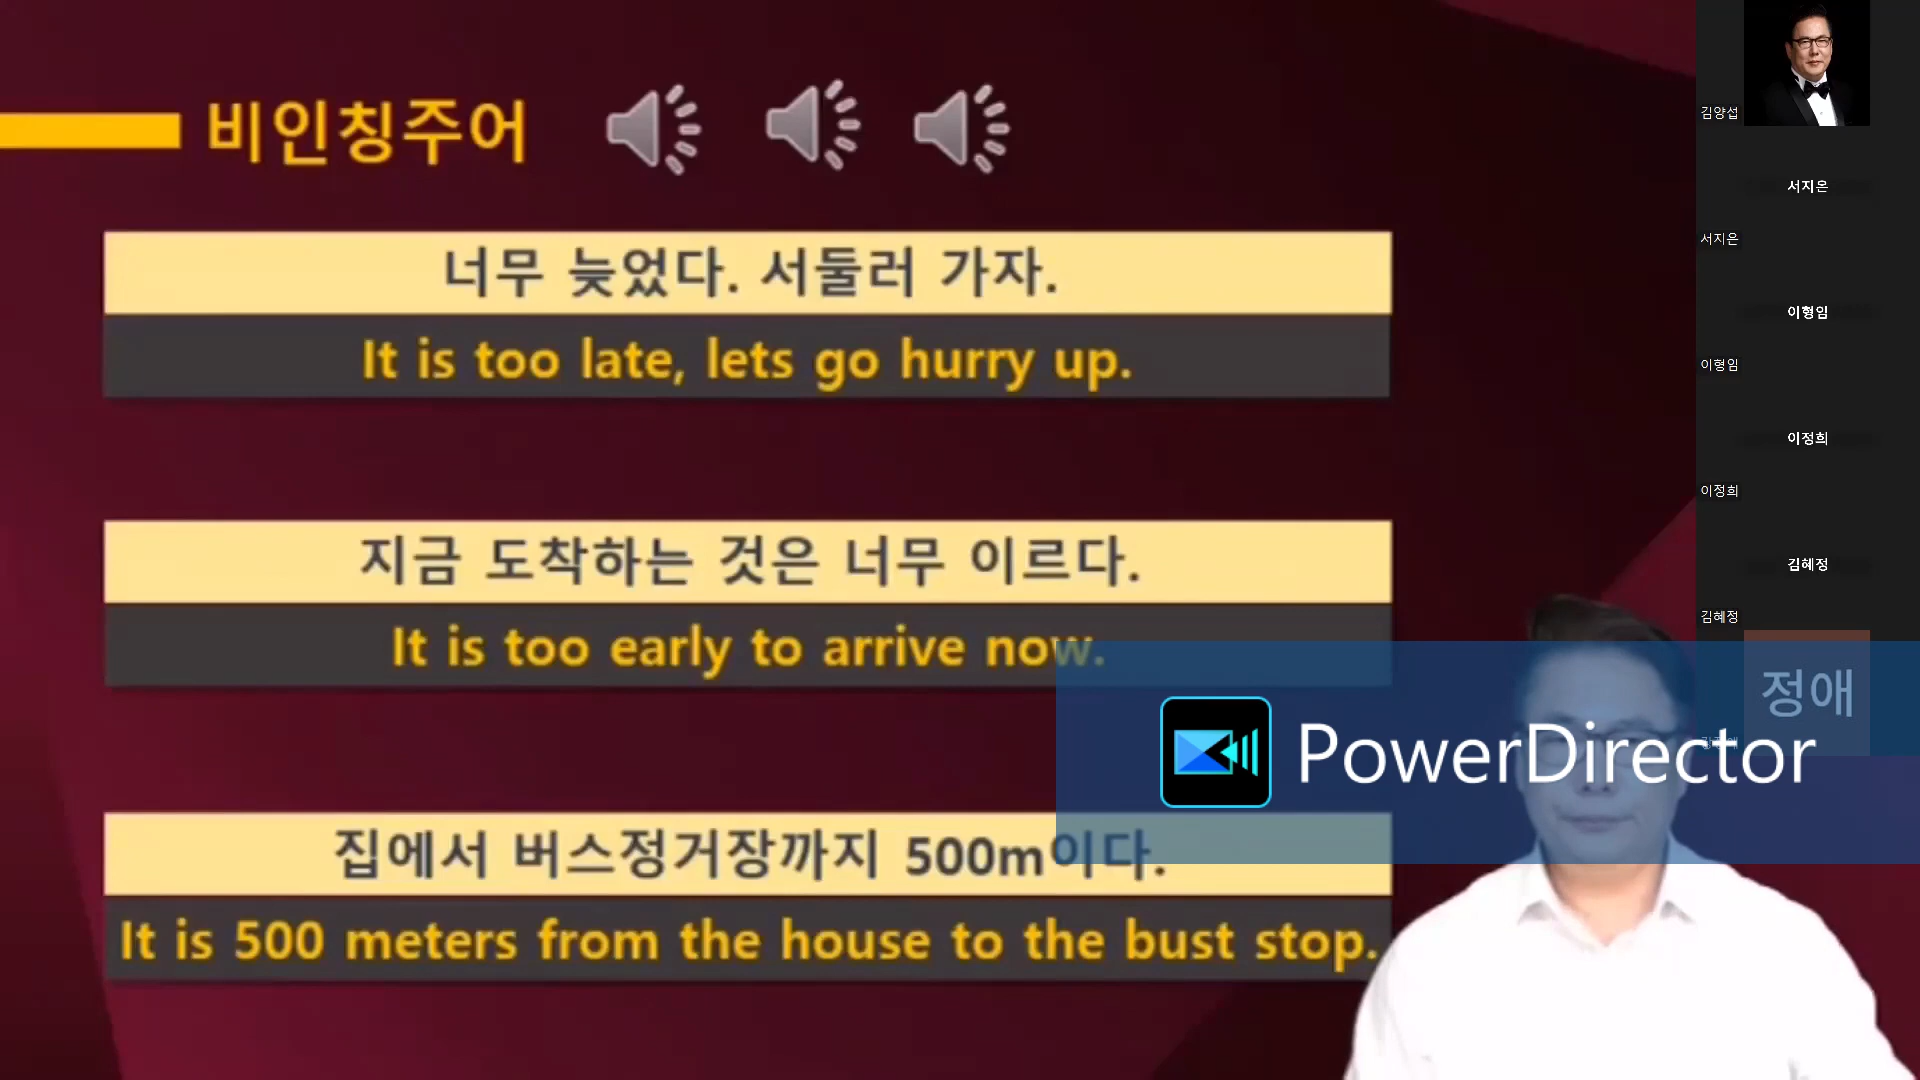 비인칭주어
너무 늦었다. 서둘러 가자.
It is too late, lets go hurry up.
지금 도착하는 것은 너무 이르다.
It is too early to arrive now.
집에서 버스정거장까지 500m이다.
It is 500 meters from the house to the bust stop.
PowerDirector
김양섭
서지은
서지은
이형임
이형임
이정희
이정희
김혜정
김혜정
정애